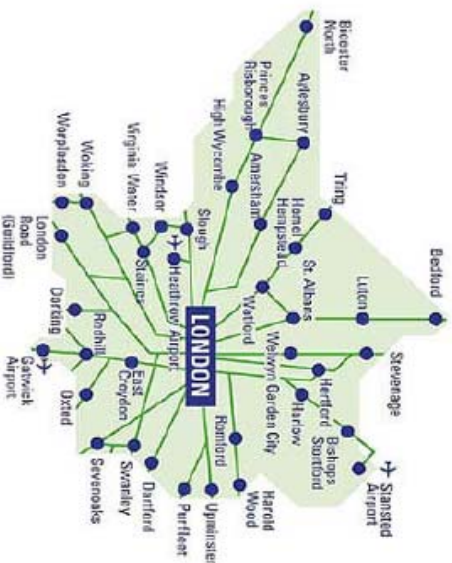 Bicester
North
Aylesbury
Princes
Risborough
Amersham
High Wycombe
Tring
Hemel
Hempstead
St. Albans
Watford
Bedford
Luton
Stevenage
Welwyn Garden City
Hertford
Harlow
Bishops
Stortford
Stansted
Airport
Slough
Windsor
Heathrow Airport
Staines
Virginia Water
Woking
Worplesdon
London
Road
(Guildford)
LONDON
Romford
Harold
Wood
Upminster
Purfleet
Dartford
Swanley
Sevenoaks
East
Croydon
Oxted
Redhill
Dorking
Gatwick
Airport